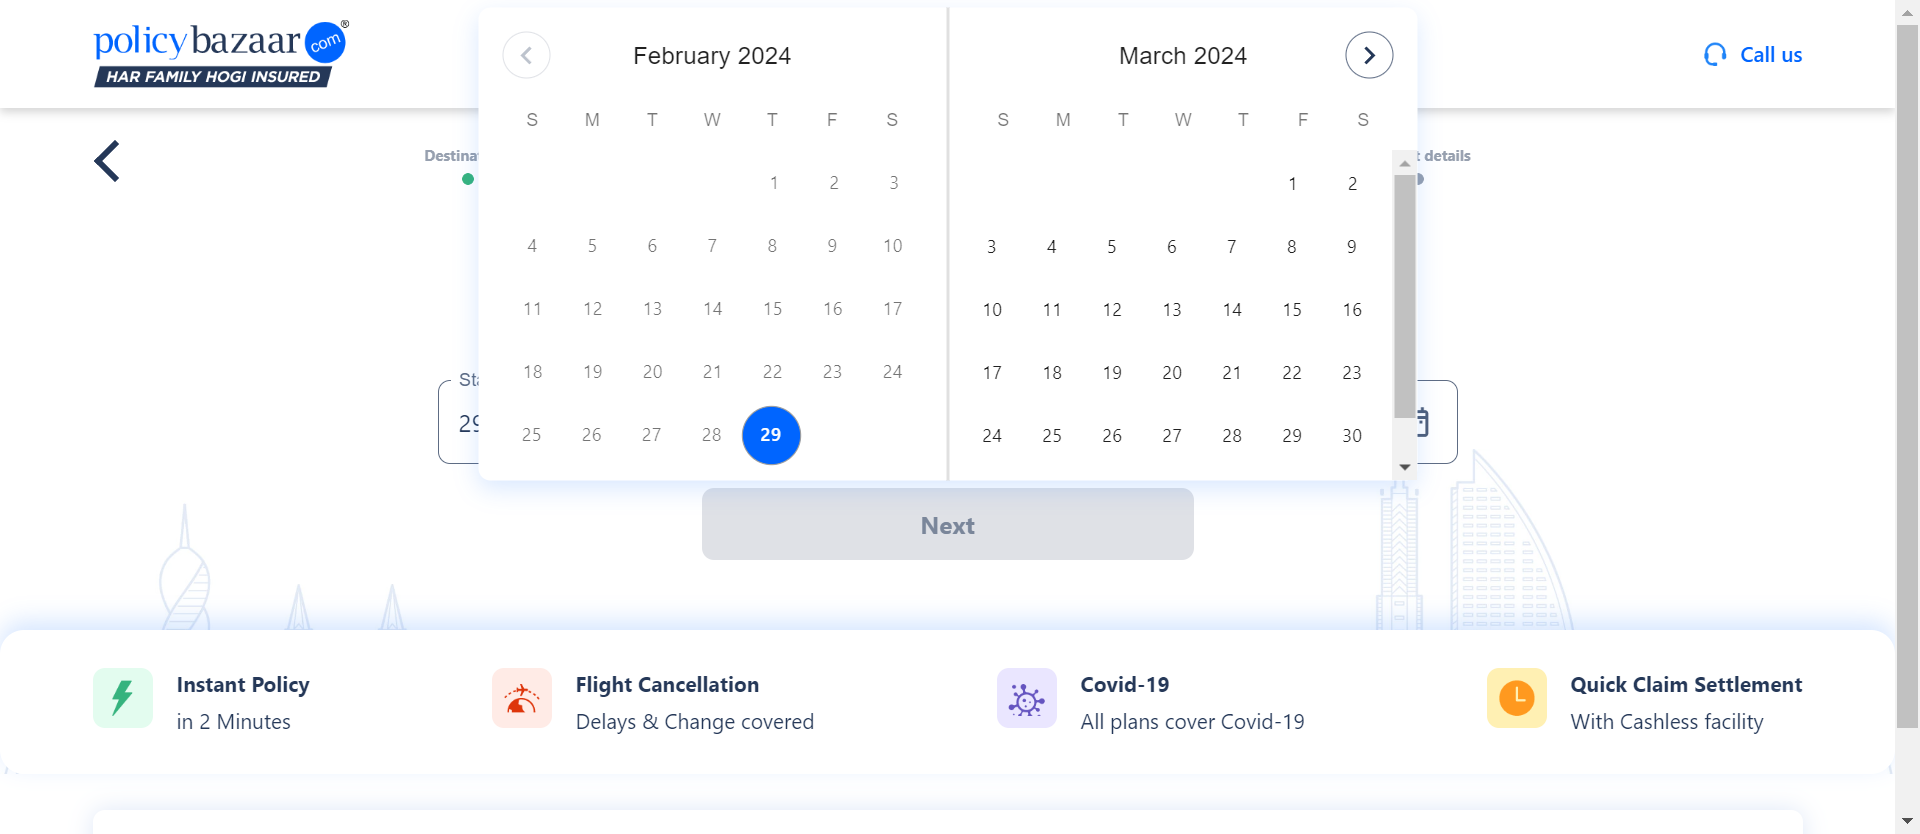 policybazaar com ®
HAR FAMILY HOGI INSURED
Call us
February 2024
S M T W T F S
1 2 3
4 5 6 7 8 9 10
11 12 13 14 15 16 17
18 19 20 21 22 23 24
25 26 27 28 29
March 2024
S M T W T F S
1 2
3 4 5 6 7 8 9
10 11 12 13 14 15 16
17 18 19 20 21 22 23
24 25 26 27 28 29 30
Destina
details
Sta
29
Next
Instant Policy
in 2 Minutes
Flight Cancellation
Delays & Change covered
Covid-19
All plans cover Covid-19
Quick Claim Settlement
With Cashless facility